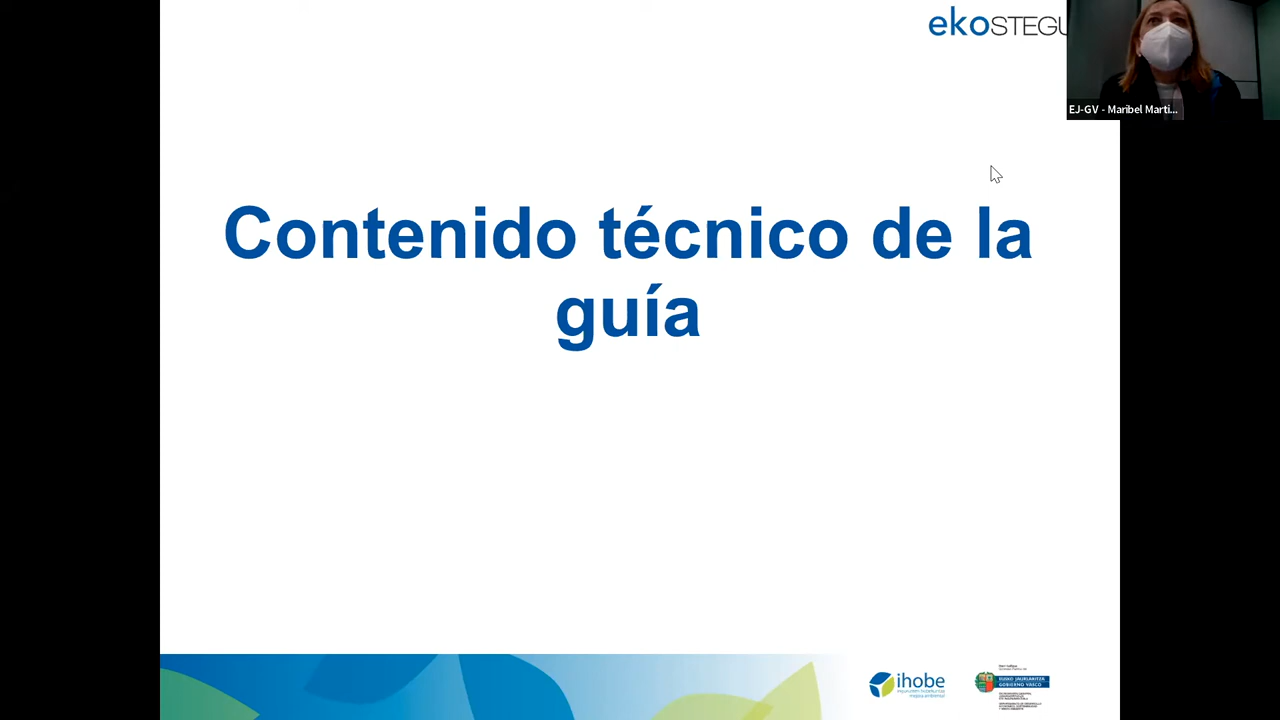 ekoSTEGU
EJ-GV - Maribel Marti...
Contenido técnico de la
guía
ihobe
EUSKO JAURLARITZA
GOBIERNO VASCO